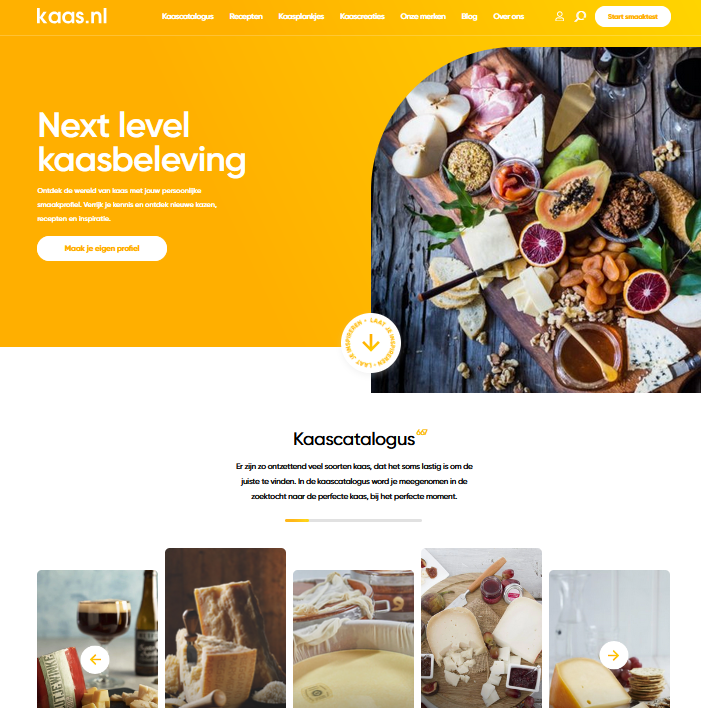 kaas.nl
Kaascatalogus Recepten Kaasplankjes Kaascreaties Onze merken Blog Over ons Start smaaktest
Next level
kaasbeleving
Ontdek de wereld van kaas met jouw persoonlijke
smaakprofiel. Verrijk je kennis en ontdek nieuwe kazen,
recepten en inspiratie.
Maak je eigen profiel
LAAT JE INSPIREREN • LAAT JE INSPIREREN •
Kaascatalogus
Er zijn zo ontzettend veel soorten kaas, dat het soms lastig is om de
juiste te vinden. In de kaascatalogus word je meegenomen in de
zoektocht naar de perfecte kaas, bij het perfecte moment.